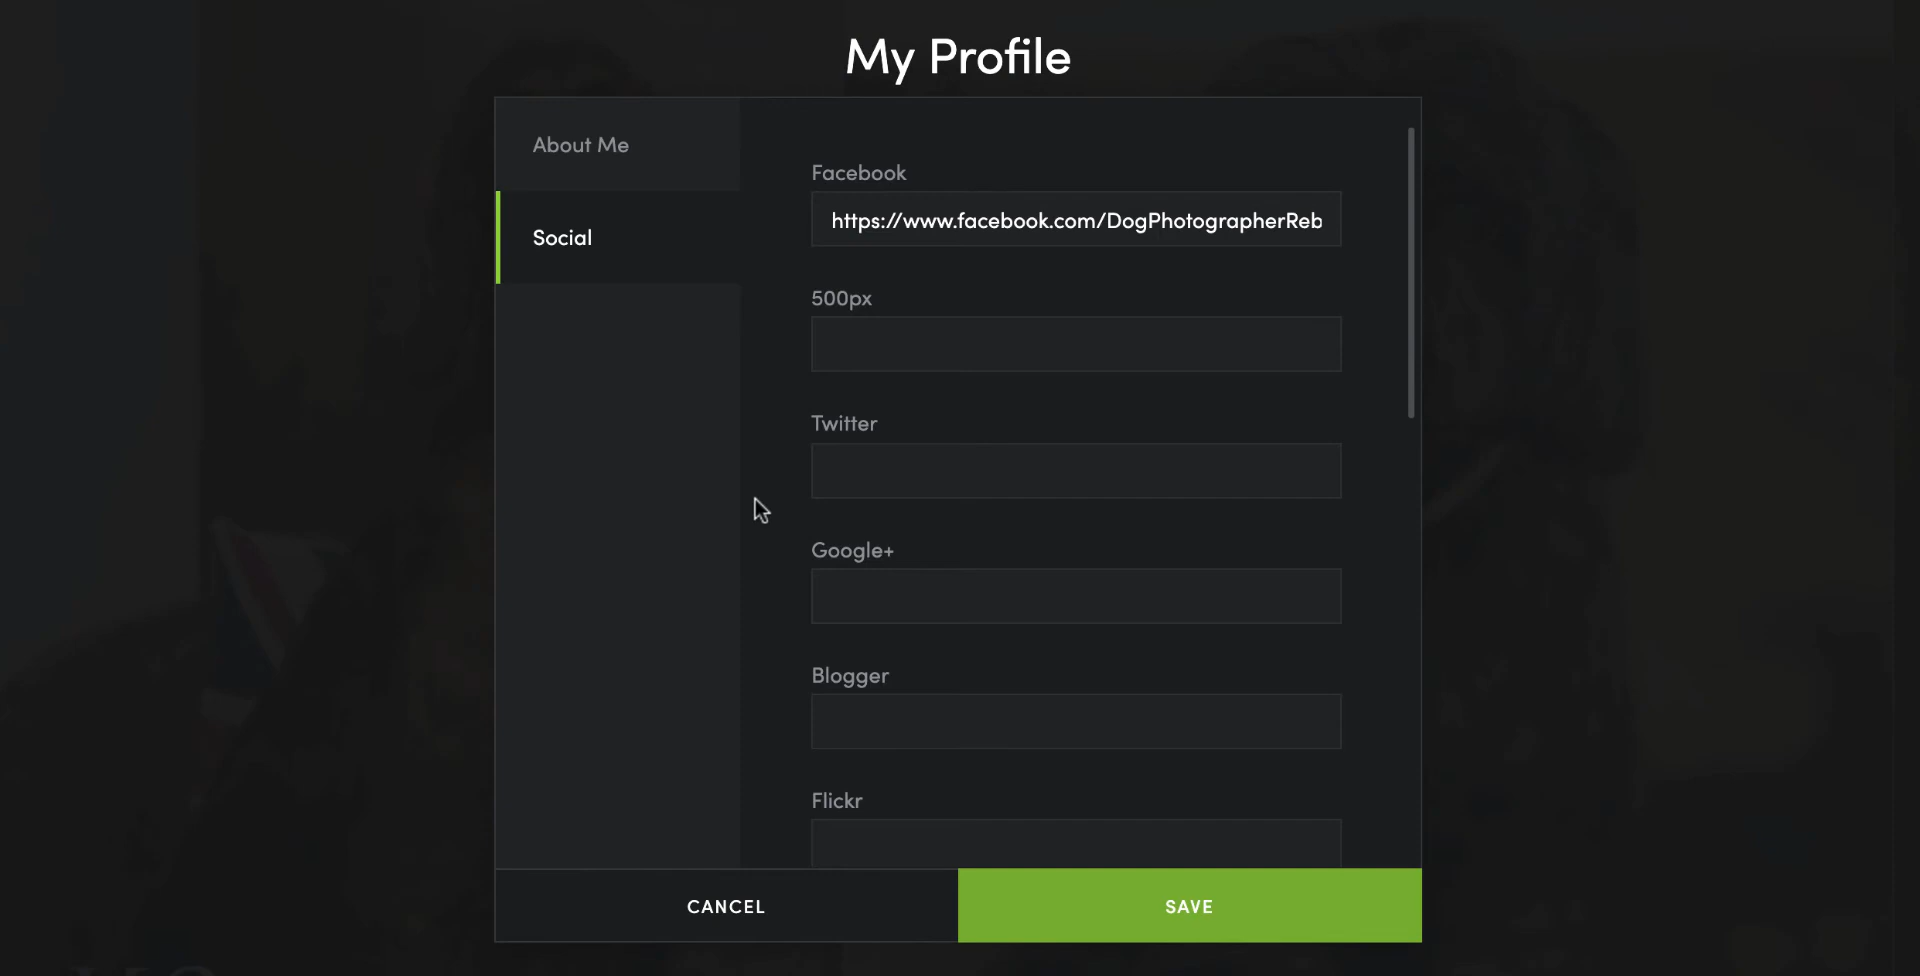 My Profile
About Me
Social
Facebook
https://www.facebook.com/DogPhotographerReb
500px
Twitter
Google+
Blogger
Flickr
CANCEL
SAVE